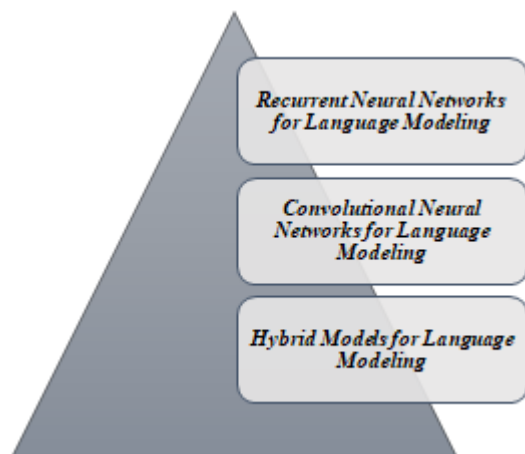 Recurrent Neural Networks
for Language Modeling
Convolutional Neural
Networks for Language
Modeling
Hybrid Models for Language
Modeling